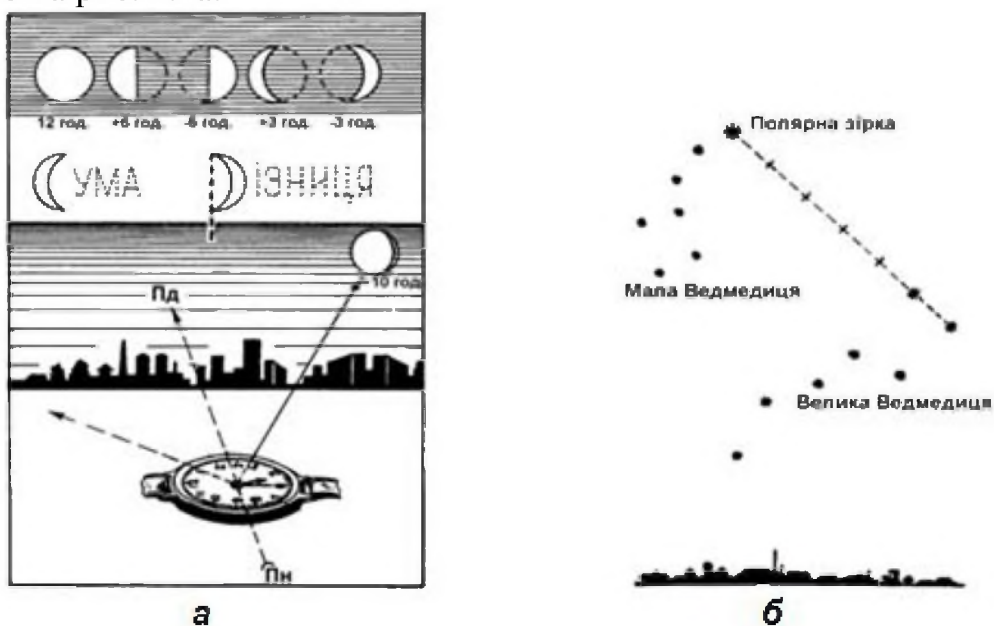 12 год. +6 год. -6 год. +3 год. -3 год.
УМА ІЗНИЦЯ
10 год.
Пд
Пн
а
Полярна зірка
Мала Ведмедиця
Велика Ведмедиця
б